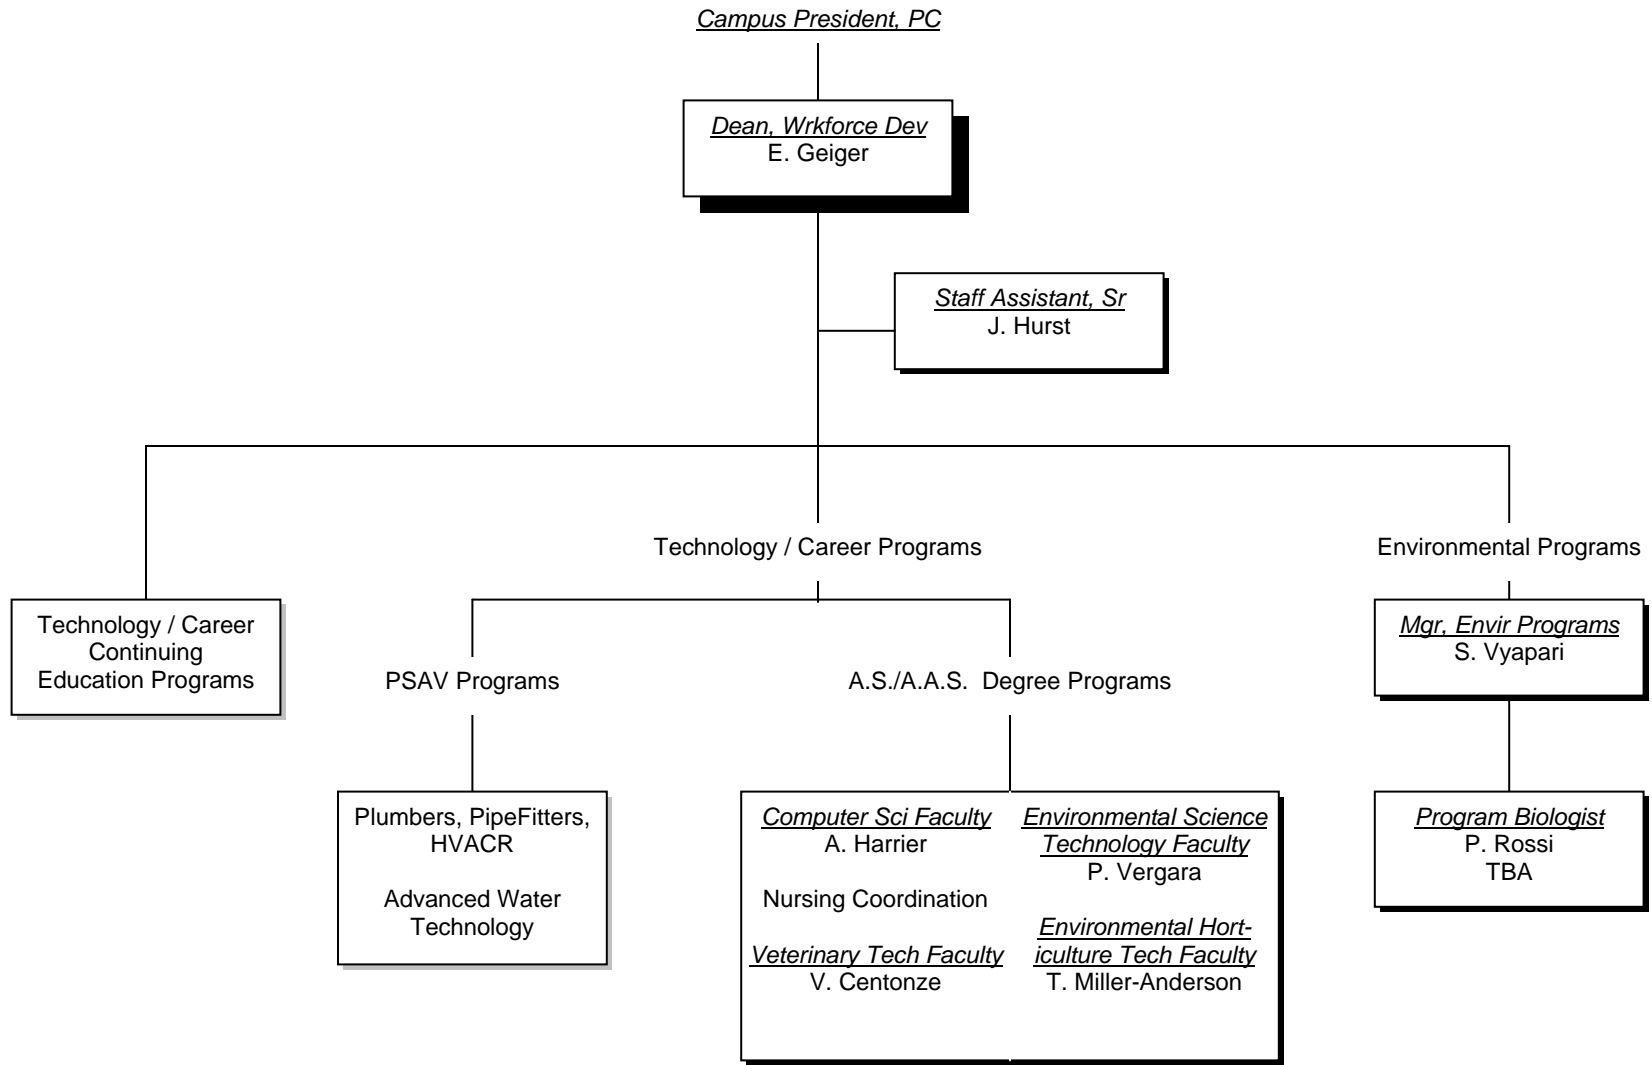 Campus President, PC
Dean, Wrkforce Dev
E. Geiger
Staff Assistant, Sr
J. Hurst
Technology / Career Programs
Environmental Programs
Technology / Career
Continuing
Education Programs
Mgr, Envir Programs
S. Vyapari
PSAV Programs
A.S./A.A.S. Degree Programs
Plumbers, PipeFitters,
HVACR
Advanced Water
Technology
Computer Sci Faculty
A. Harrier
Nursing Coordination
Veterinary Tech Faculty
V. Centonze
Environmental Science
Technology Faculty
P. Vergara
Environmental Hort-
iculture Tech Faculty
T. Miller-Anderson
Program Biologist
P. Rossi
TBA